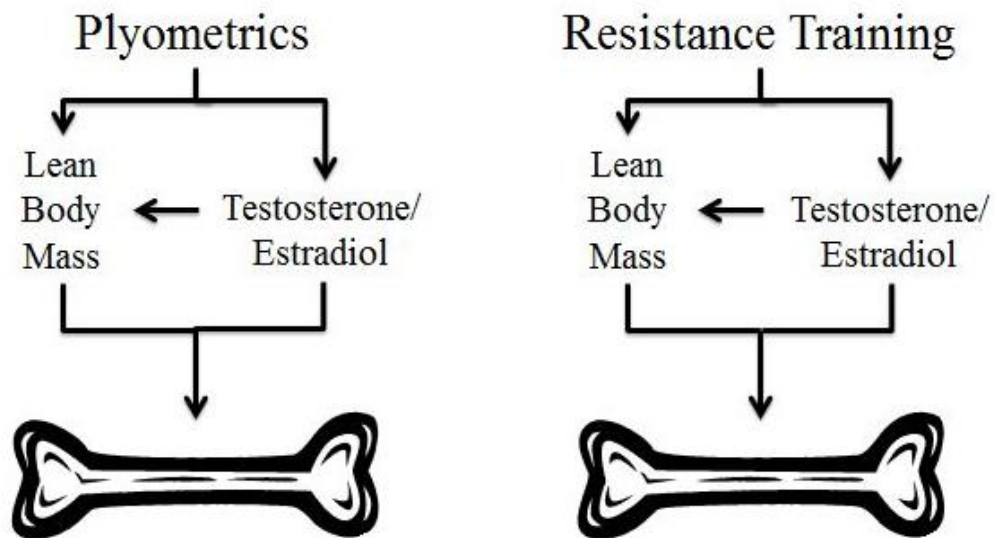 Plyometrics
Lean
Body
Mass
Testosterone/
Estradiol
Resistance Training
Lean
Body
Mass
Testosterone/
Estradiol